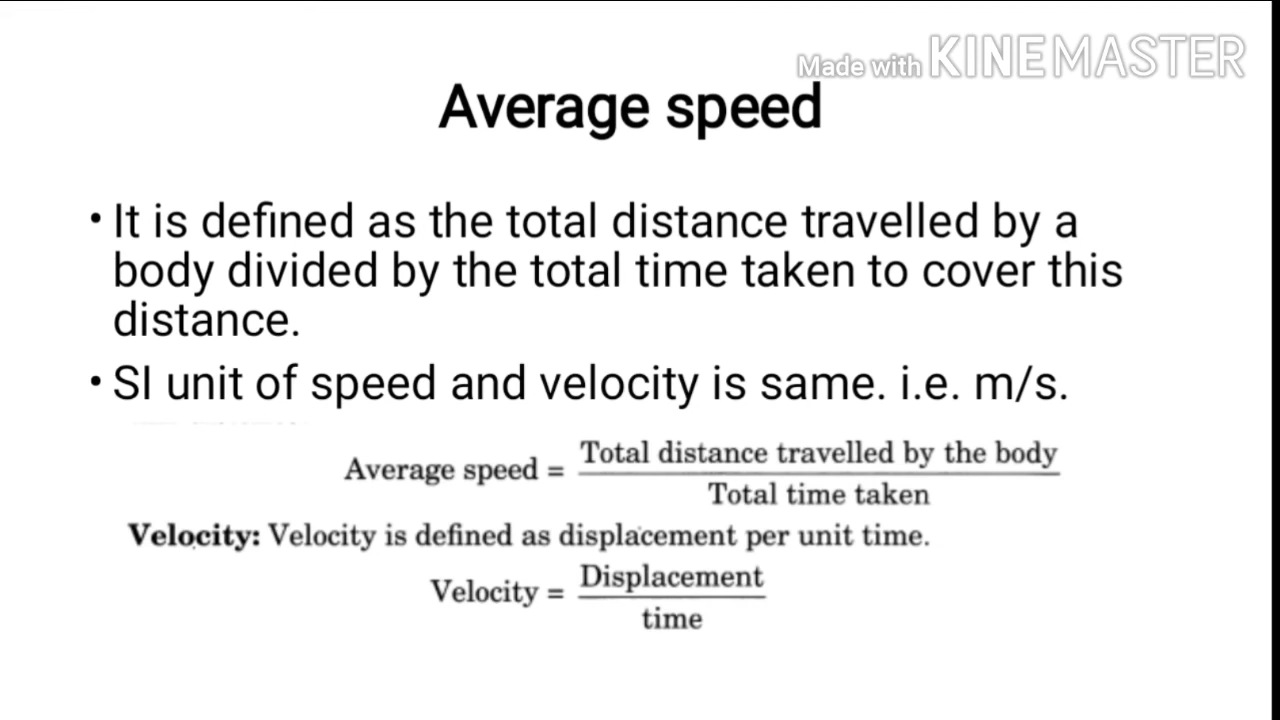 Made with KINEMASTER
Average speed
• It is defined as the total distance travelled by a
body divided by the total time taken to cover this
distance.
• SI unit of speed and velocity is same. i.e. m/s.
Average speed = Total distance travelled by the body
Total time taken
Velocity: Velocity is defined as displacement per unit time.
Velocity = Displacement
time